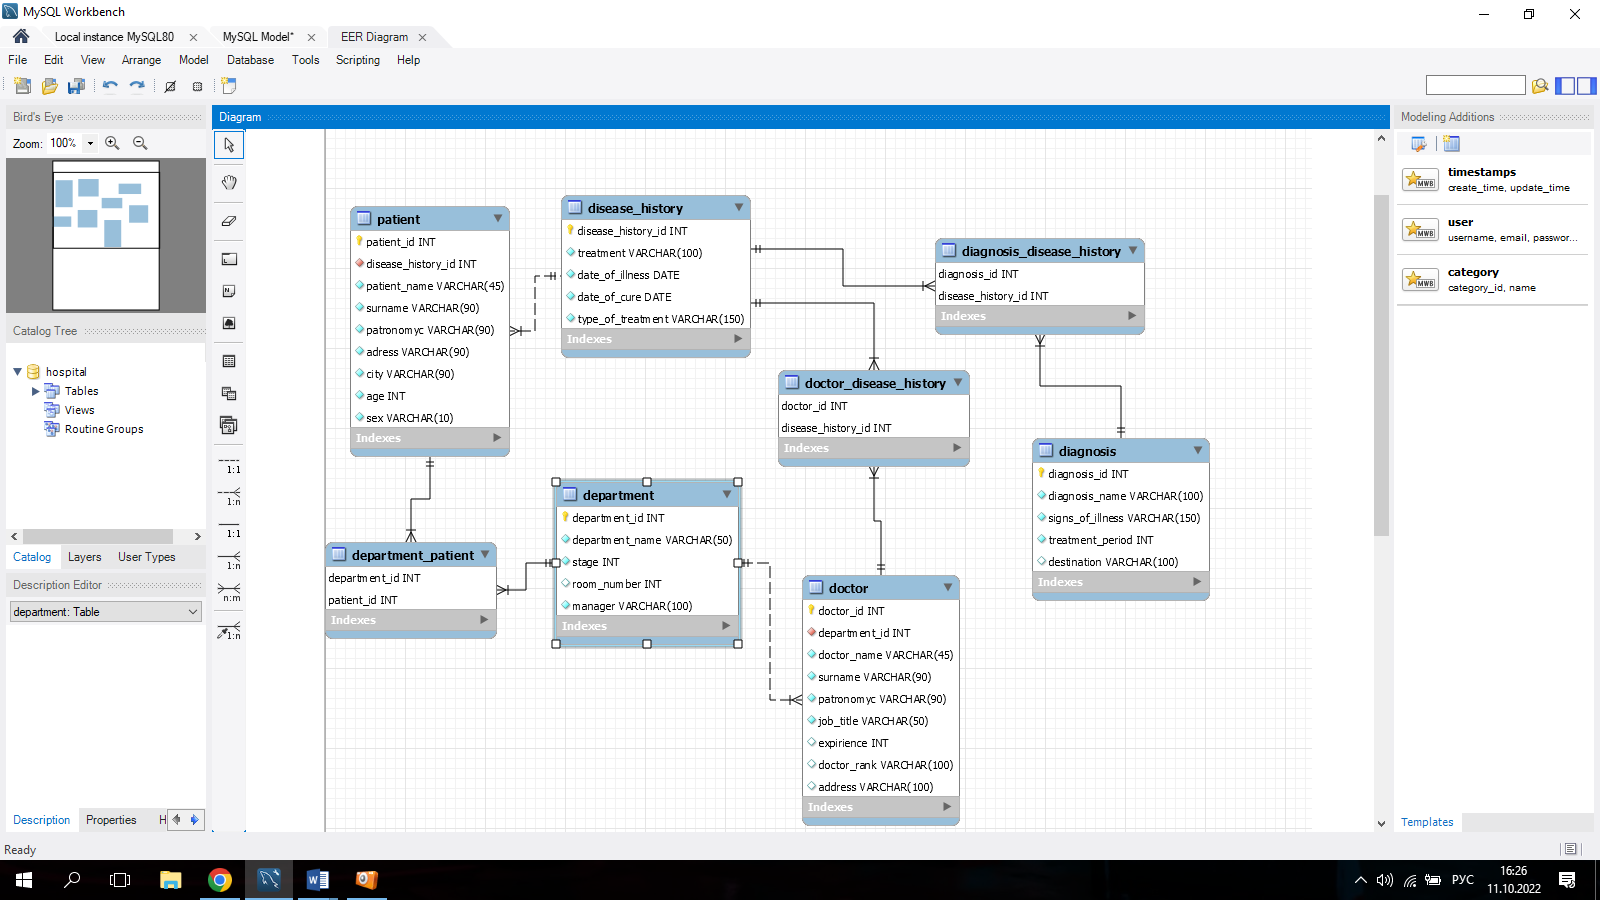 MySQL Workbench
Local instance MySQL80
MySQL Model*
EER Diagram
File Edit View Arrange Model Database Tools Scripting Help
Bird's Eye
Zoom: 100%
Catalog Tree
hospital
Tables
Views
Routine Groups
Catalog Layers User Types
Description Editor
department: Table
Description Properties H
Ready
Diagram
1:1
1:n
1:1
1:n
n:m
1:n
patient
patient_id INT
disease_history_id INT
patient_name VARCHAR(45)
surname VARCHAR(90)
patronomyc VARCHAR(90)
adress VARCHAR(90)
city VARCHAR(90)
age INT
sex VARCHAR(10)
Indexes
disease_history
disease_history_id INT
treatment VARCHAR(100)
date_of_illness DATE
date_of_cure DATE
type_of_treatment VARCHAR(150)
Indexes
diagnosis_disease_history
diagnosis_id INT
disease_history_id INT
Indexes
doctor_disease_history
doctor_id INT
disease_history_id INT
Indexes
diagnosis
diagnosis_id INT
diagnosis_name VARCHAR(100)
signs_of_illness VARCHAR(150)
treatment_period INT
destination VARCHAR(100)
Indexes
department
department_id INT
department_name VARCHAR(50)
stage INT
room_number INT
manager VARCHAR(100)
Indexes
department_patient
department_id INT
patient_id INT
Indexes
doctor
doctor_id INT
department_id INT
doctor_name VARCHAR(45)
surname VARCHAR(90)
patronomyc VARCHAR(90)
job_title VARCHAR(50)
expirience INT
doctor_rank VARCHAR(100)
address VARCHAR(100)
Indexes
Modeling Additions
MWB
timestamps
create_time, update_time
MWB
user
username, email, passwor...
MWB
category
category_id, name
Templates
W
РУС
16:26
11.10.2022